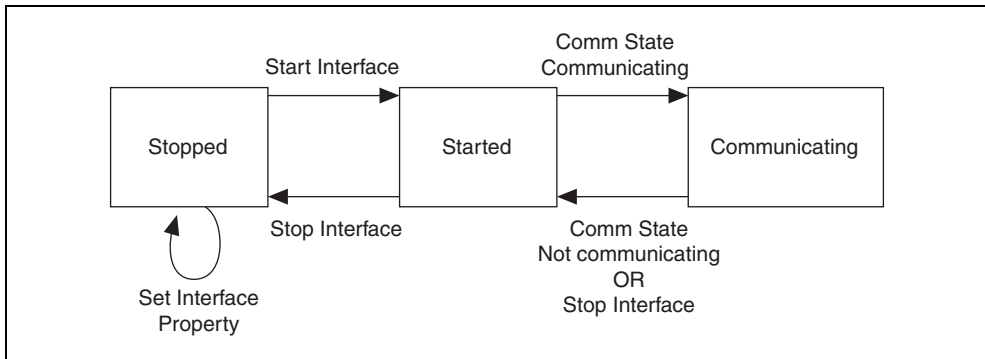 Start Interface
Comm State
Communicating
Stopped
Started
Communicating
Stop Interface
Comm State
Not communicating
OR
Stop Interface
Set Interface
Property